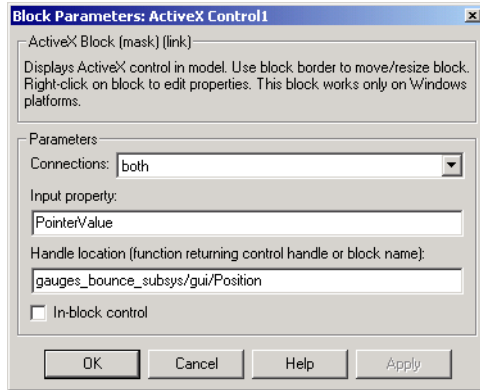 Block Parameters: ActiveX Control1
ActiveX Block (mask) (link)
Displays ActiveX control in model. Use block border to move/resize block.
Right-click on block to edit properties. This block works only on Windows
platforms.
Parameters
Connections: both
Input property:
PointerValue
Handle location (function returning control handle or block name):
gauges_bounce_subsys/gui/Position
In-block control
OK Cancel Help Apply